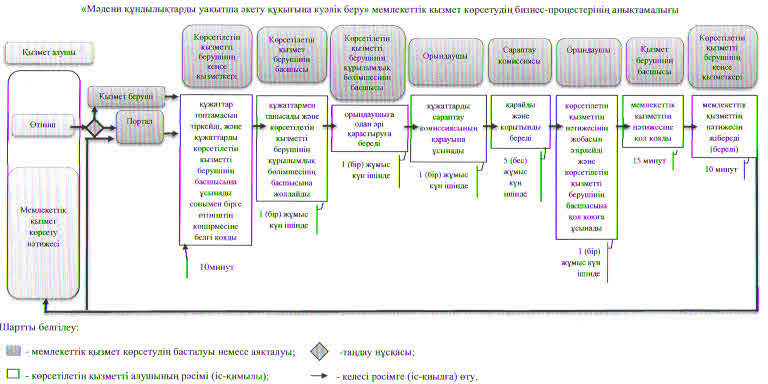 «Мәдени құндылықтарды уақытша әкету құқығына куәлік беру» мемлекеттік қызмет көрсетудің бизнес-процестерінің анықтамалығы
Қызмет алушы
Көрсетілетін
қызметті
берушінің
кеңсе
қызметкері
Көрсетілетін
қызмет
берушінің
басшысы
Көрсетілетін
қызметті
берушінің
құрылымдық
бөлімшесінің
басшысы
Орындаушы
Сараптау
комиссиясы
Орындаушы
Қызмет
берушінің
басшысы
Көрсетілетін
қызметті
берушінің
кеңсе
қызметкері
Қызмет беруші
Өтініш
Портал
құжаттар
топтамасын
тіркейді, және
құжаттарды
көрсетілетін
қызметті
берушінің
басшысына
ұсынады
сонымен бірге
өтініштің
көшірмесіне
белгі қояды
құжаттармен
танысады және
көрсетілетін
қызметті
берушінің
құрылымдық
бөлімшесінің
басшысына
жолдайды
орындаушыға
одан әрі
қарастыруға
береді
құжаттарды
сараптау
комиссиясының
қарауына
ұсынады
қарайды
және
қорытынды
береді
көрсетілетін
қызметтің
нәтижесінің
жобасын
әзірлейді
және
көрсетілетін
қызметті
берушінің
басшысына
қол қоюға
ұсынады
мемлекеттік
қызметтің
нәтижесіне
қол қояды
мемлекеттік
қызметтің
нәтижесін
жібереді
(береді)
1 (бір) жұмыс
күн ішінде
1 (бір) жұмыс
күн ішінде
1 (бір) жұмыс
күн ішінде
5 (бес)
жұмыс
күн
ішінде
1 (бір)
жұмыс күн
ішінде
15 минут
10 минут
10минут
Мемлекеттік
қызмет
көрсету
нәтижесі
Шартты белгілеу:
- мемлекеттік қызмет көрсетудің басталуы немесе аяқталуы;
-таңдау нұсқасы;
- көрсетілетін қызметті алушының рәсімі (іс-қимылы);
- келесі рәсімге (іс-қиылға) өту.